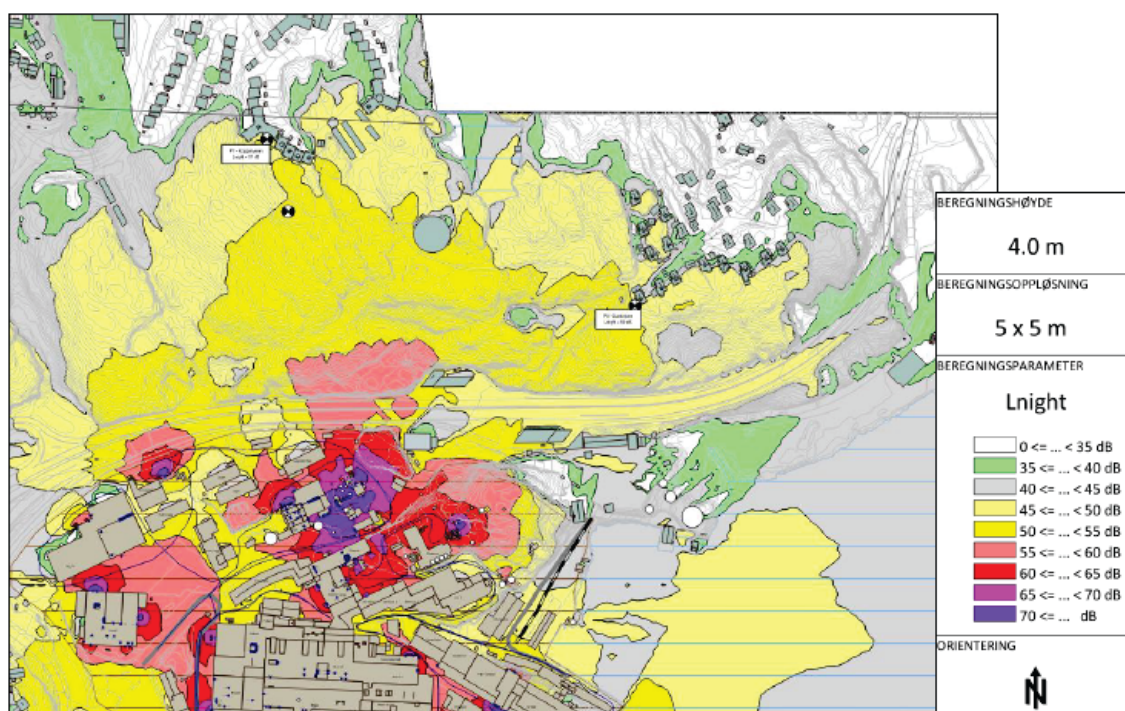 BEREGNINGSHØYDE
4.0 m
BEREGNINGSOPPLØSNING
5 x 5 m
BEREGNINGSPARAMETER
Lnight
0 <= ... < 35 dB
35 <= ... < 40 dB
40 <= ... < 45 dB
45 <= ... < 50 dB
50 <= ... < 55 dB
55 <= ... < 60 dB
60 <= ... < 65 dB
65 <= ... < 70 dB
70 <= ... dB
ORIENTERING
N